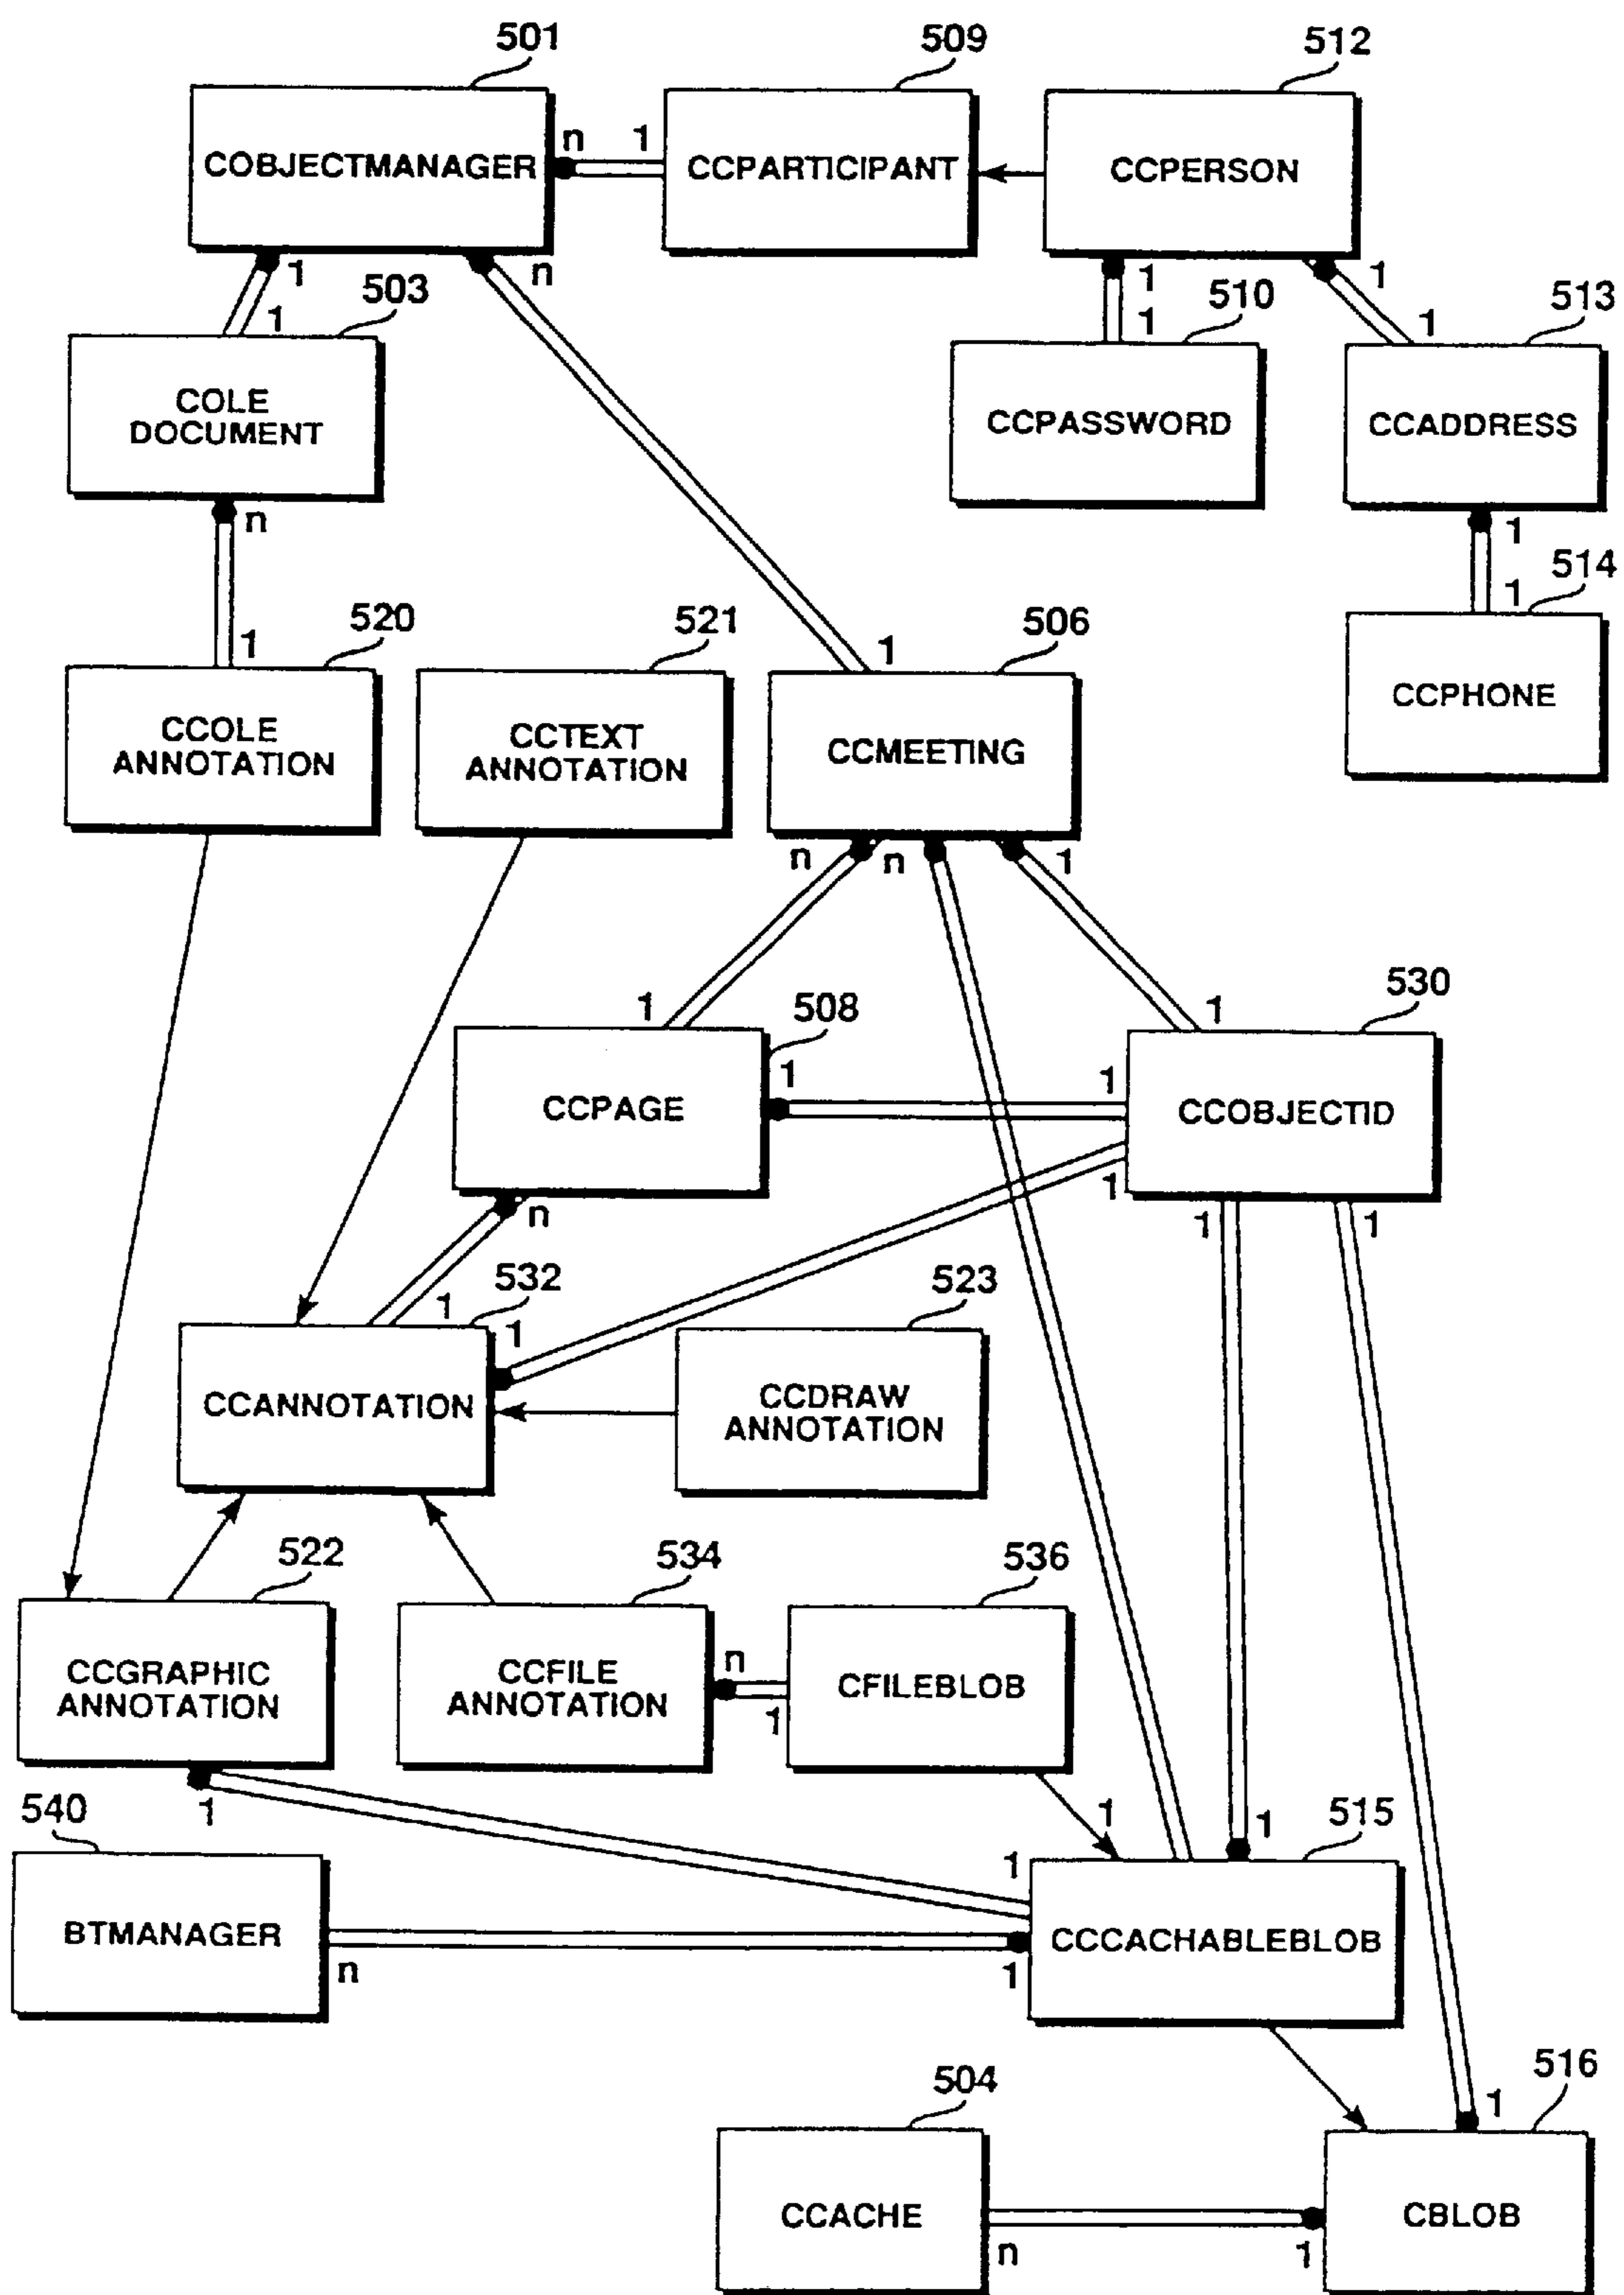 501
509
512
COBJECTMANAGER
n
1
CCPARTICIPANT
CCPERSON
1
n
1
1
503
1
510
1
1
513
COLE
DOCUMENT
CCPASSWORD
CCADDRESS
n
1
514
1
520
521
506
1
1
CCOLE
ANNOTATION
CCTEXT
ANNOTATION
CCMEETING
CCPHONE
n
n
1
1
508
1
530
1
1
CCPAGE
CCOBJECTID
1
n
1
1
532
523
1
1
CCANNOTATION
CCDRAW
ANNOTATION
522
534
536
CCGRAPHIC
ANNOTATION
CCFILE
ANNOTATION
n
1
CFILEBLOB
540
1
1
1
515
1
BTMANAGER
n
1
CCCACHABLEBLOB
504
516
1
CCACHE
n
1
CBLOB